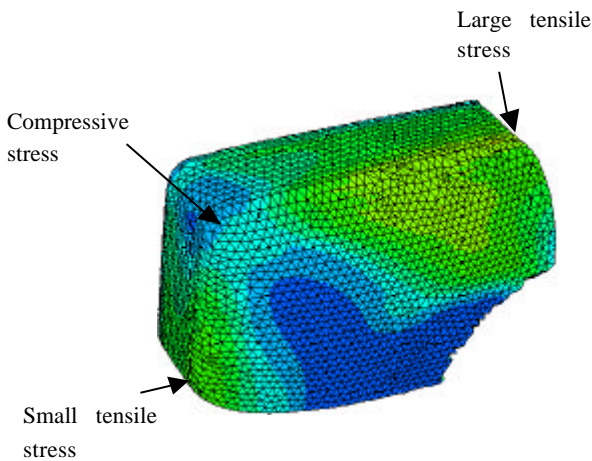 Large tensile
stress
Compressive
stress
Small tensile
stress